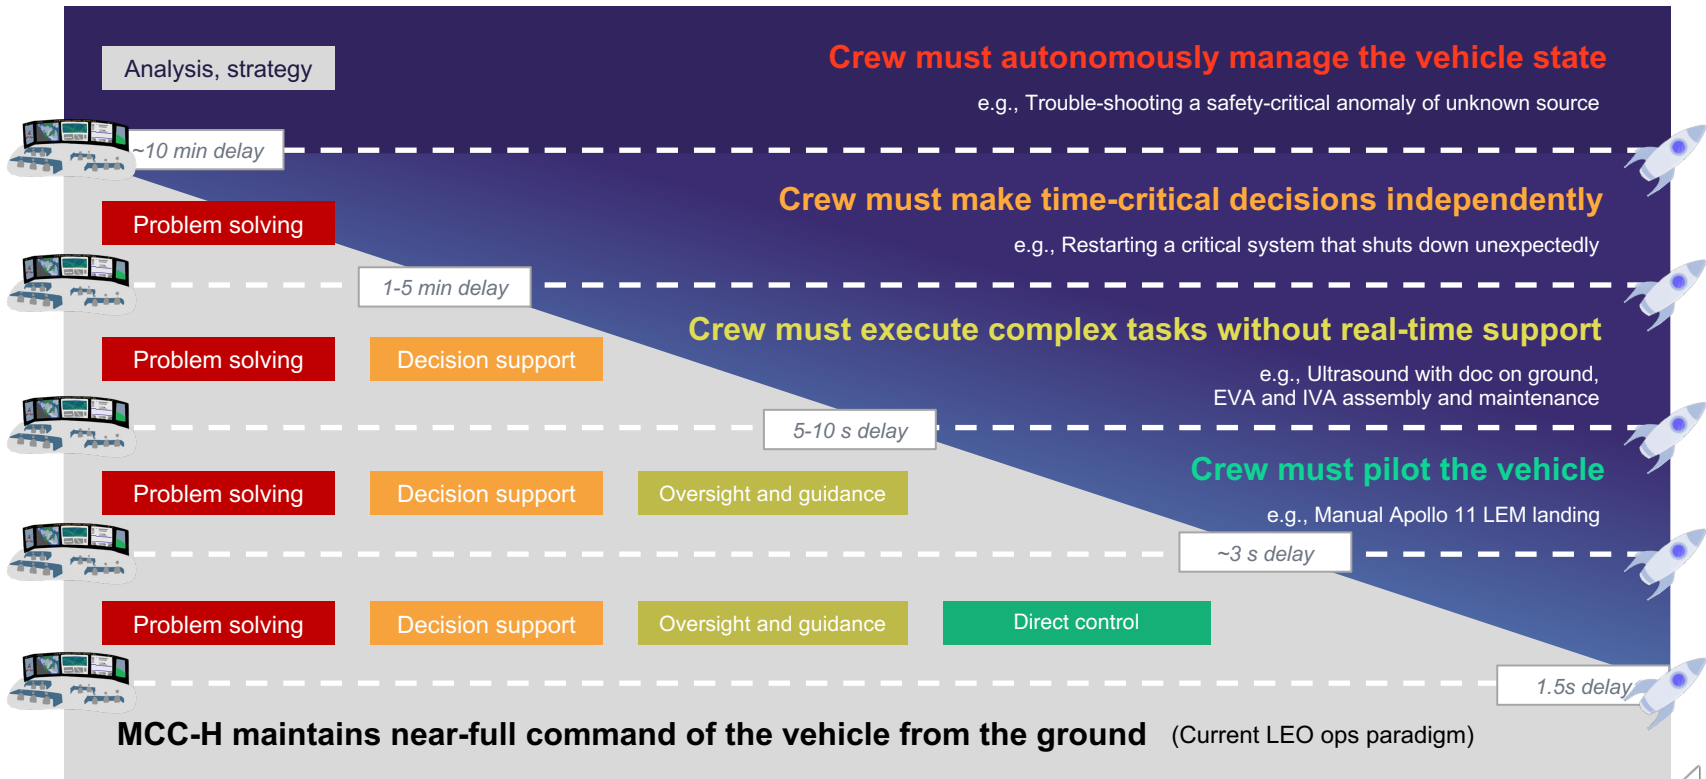 Analysis, strategy
Crew must autonomously manage the vehicle state
e.g., Trouble-shooting a safety-critical anomaly of unknown source
~10 min delay
Problem solving
Crew must make time-critical decisions independently
e.g., Restarting a critical system that shuts down unexpectedly
1-5 min delay
Problem solving
Decision support
Crew must execute complex tasks without real-time support
e.g., Ultrasound with doc on ground,
EVA and IVA assembly and maintenance
5-10 s delay
Problem solving
Decision support
Oversight and guidance
Crew must pilot the vehicle
e.g., Manual Apollo 11 LEM landing
~3 s delay
Problem solving
Decision support
Oversight and guidance
Direct control
1.5s delay
MCC-H maintains near-full command of the vehicle from the ground (Current LEO ops paradigm)